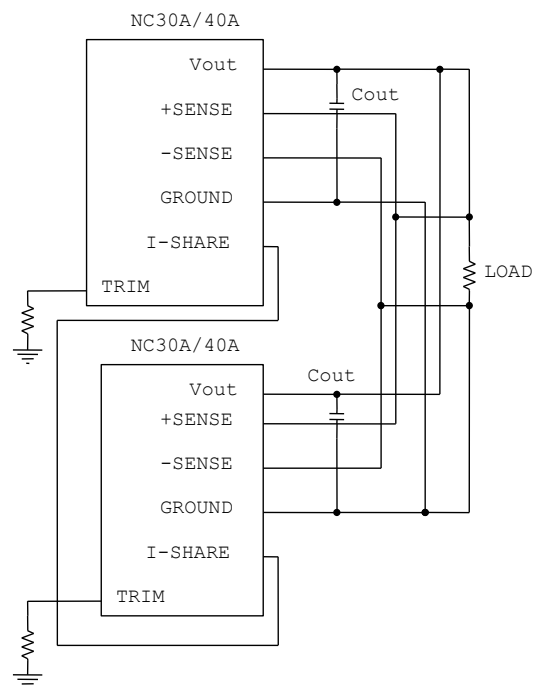 NC30A/40A
Vout
Cout
+SENSE
-SENSE
GROUND
I-SHARE
LOAD
TRIM
NC30A/40A
Cout
Vout
+SENSE
-SENSE
GROUND
I-SHARE
TRIM